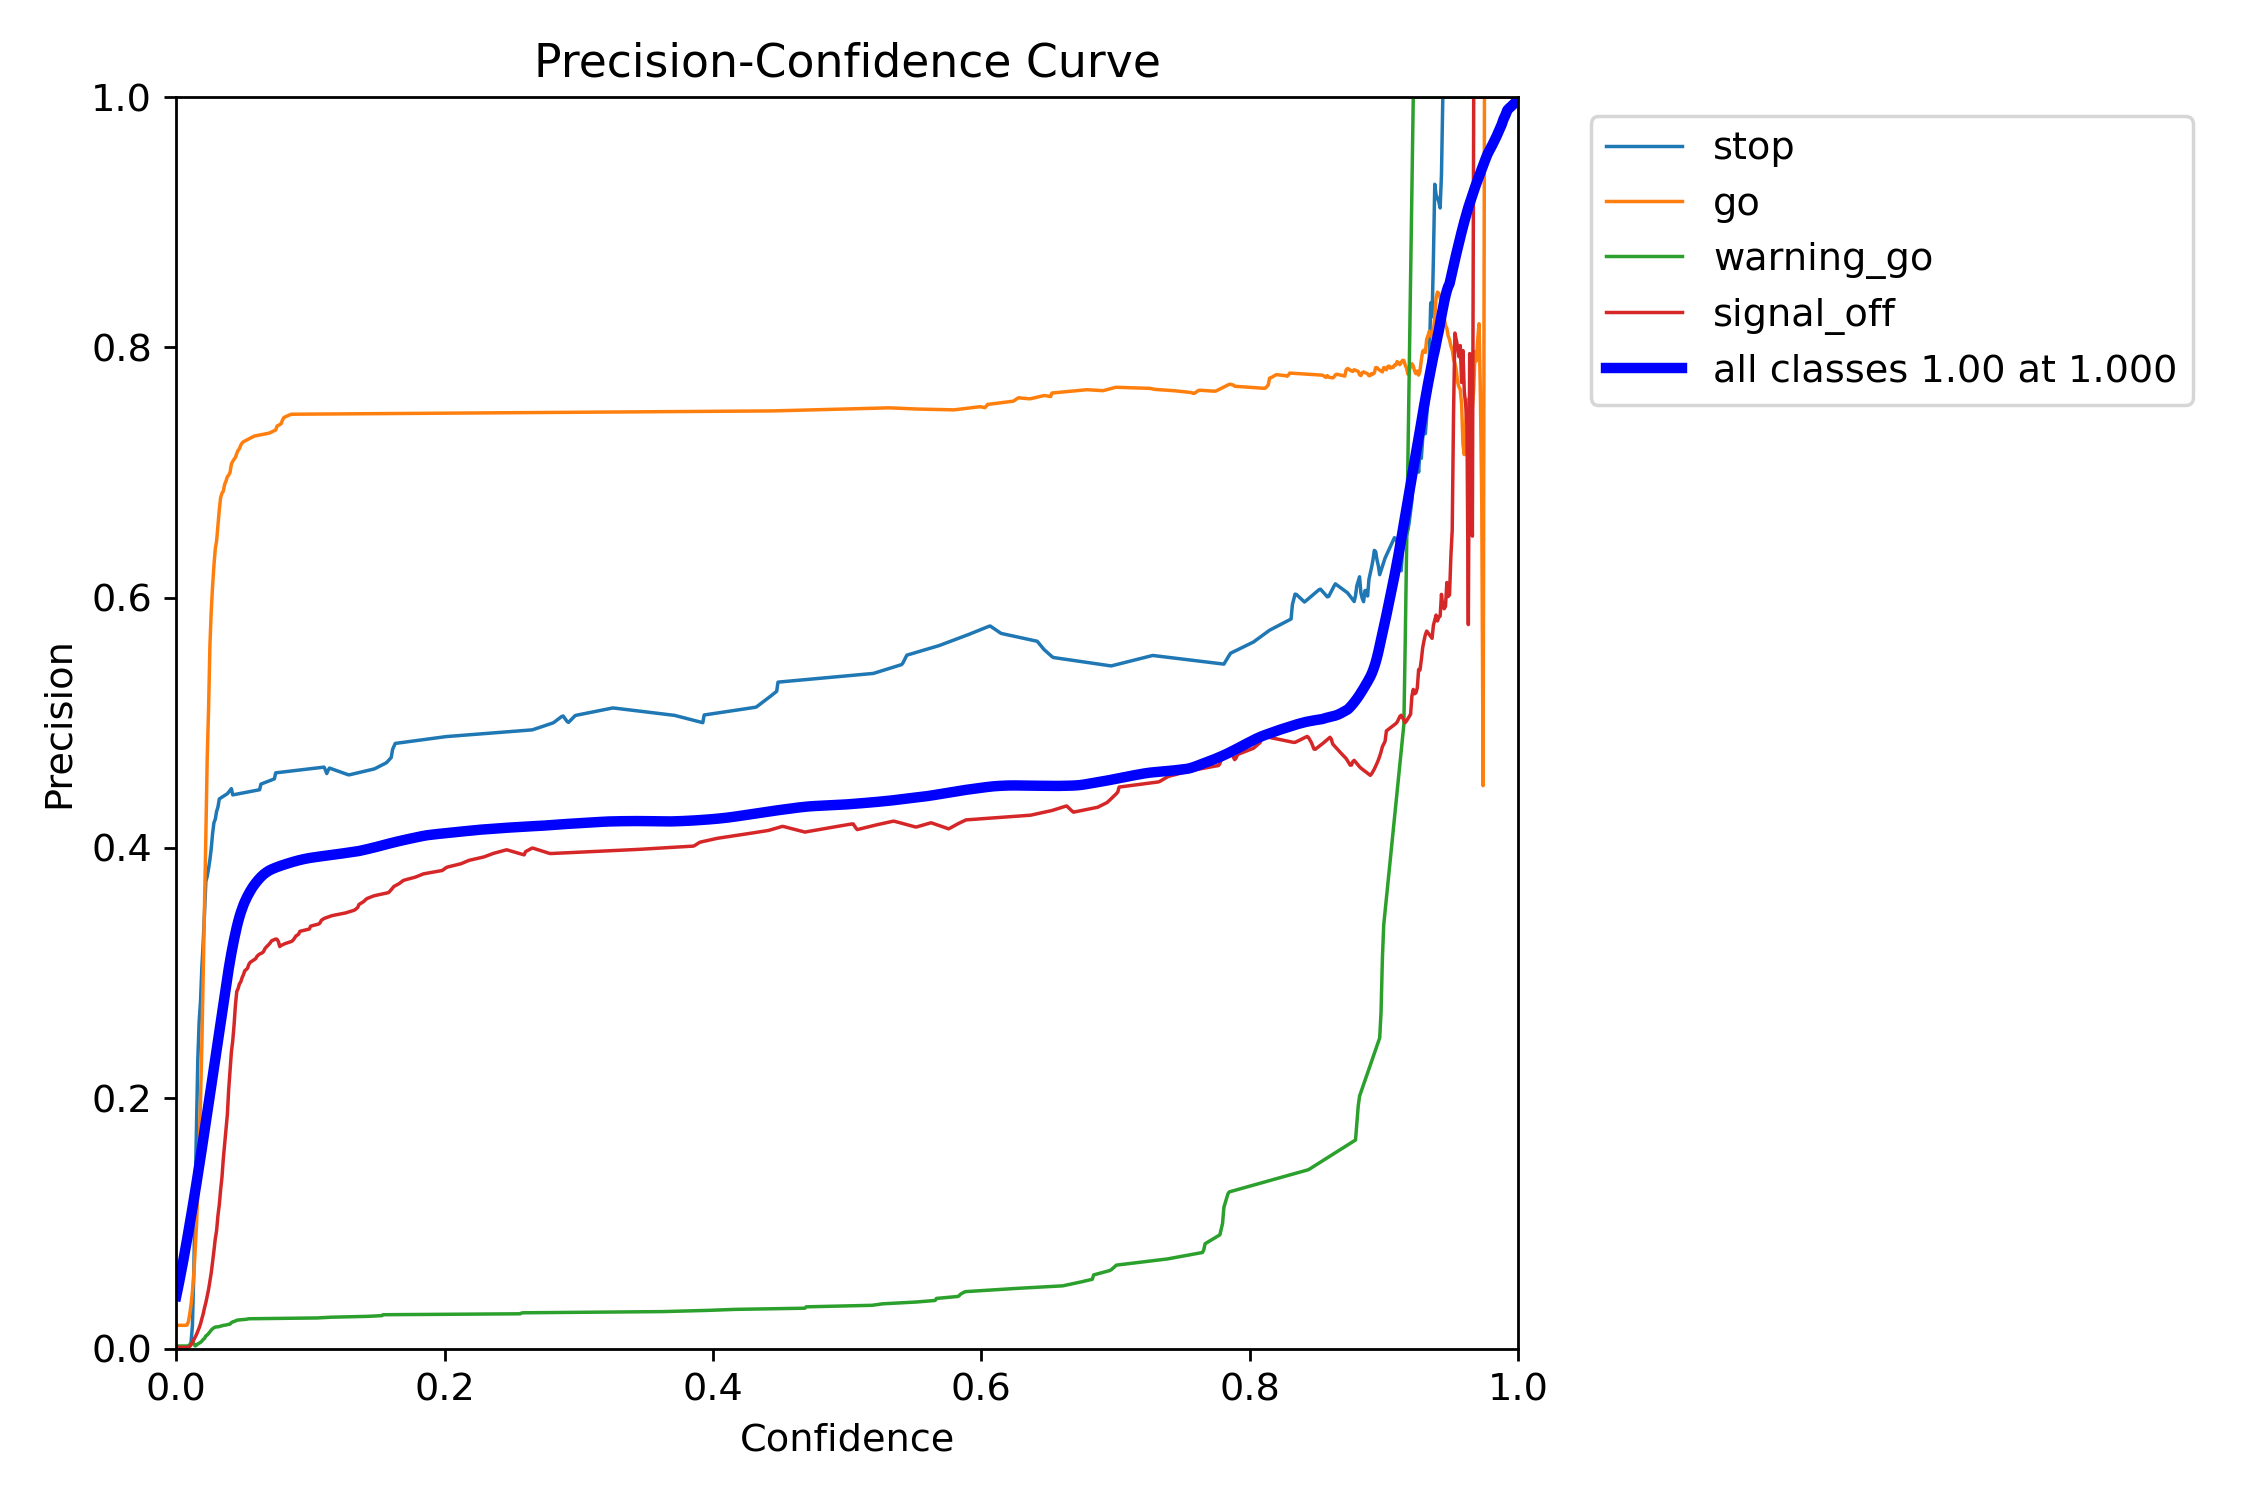 Precision-Confidence Curve
1.0
0.8
0.6
0.4
0.2
0.0
Precision
0.0 0.2 0.4 0.6 0.8 1.0
Confidence
stop
go
warning_go
signal_off
all classes 1.00 at 1.000